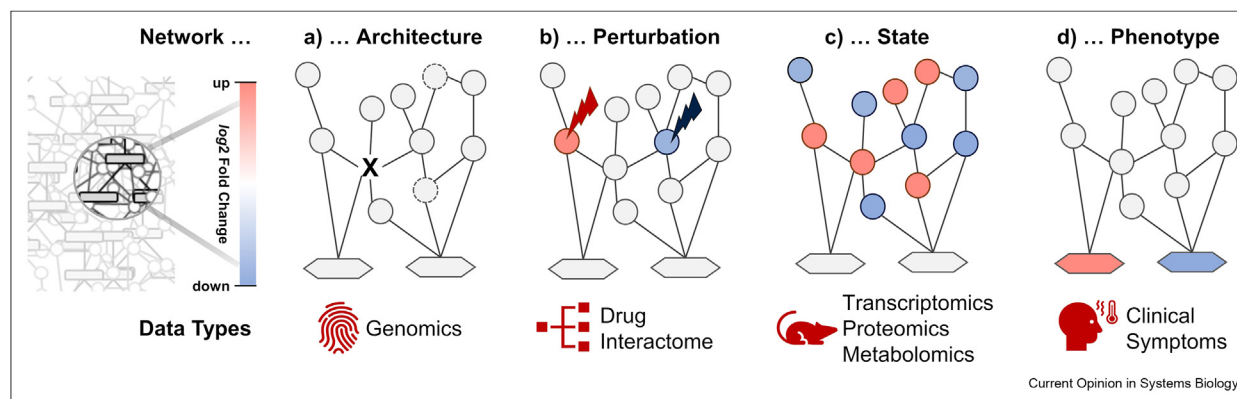 Network ...
a) ... Architecture
b) ... Perturbation
c) ... State
d) ... Phenotype
up
log2 Fold Change
down
X
Data Types
Genomics
Drug
Interactome
Transcriptomics
Proteomics
Metabolomics
Clinical
Symptoms
Current Opinion in Systems Biology